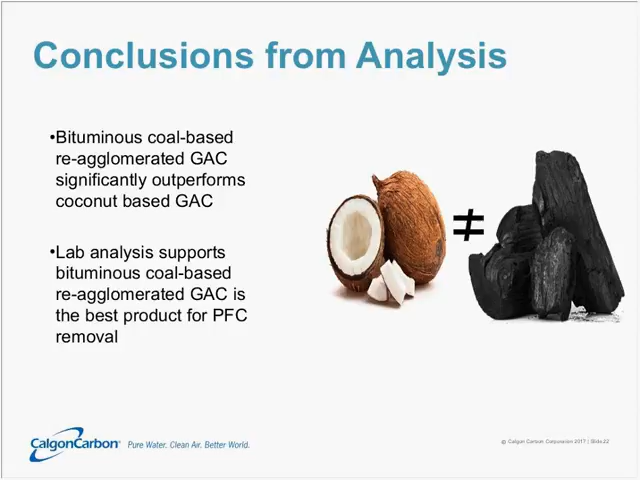 Conclusions from Analysis
•Bituminous coal-based
re-agglomerated GAC
significantly outperforms
coconut based GAC
•Lab analysis supports
bituminous coal-based
re-agglomerated GAC is
the best product for PFC
removal
≠
CalgonCarbon® Pure Water. Clean Air. Better World.
© Calgon Carbon Corporation 2017 | Slide 22